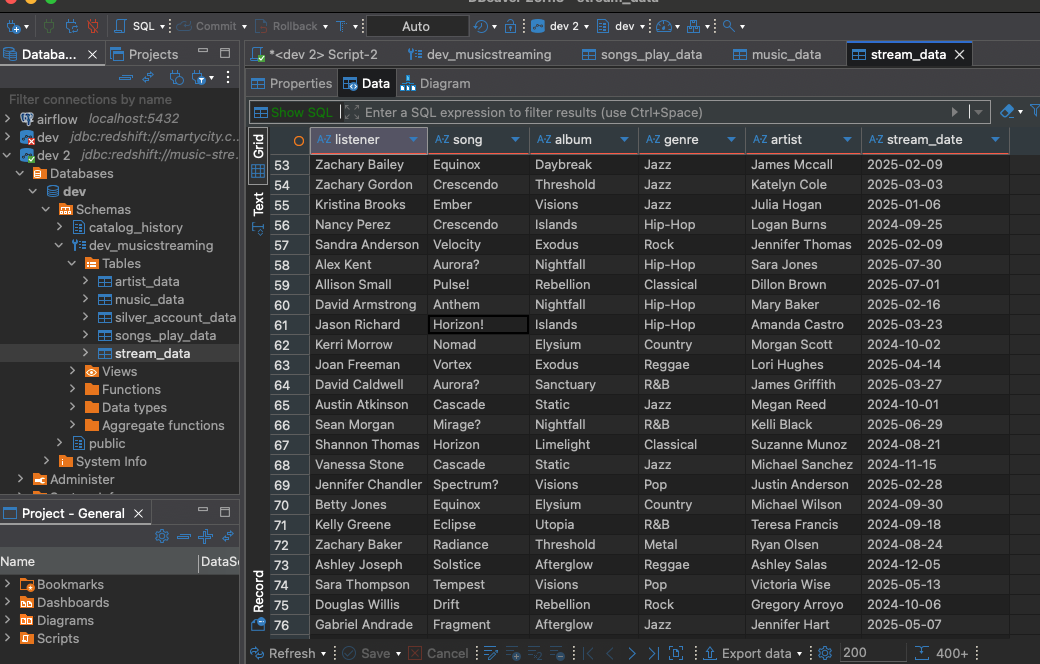 DBeaver 25.1.3 - stream_data
SQL Commit Rollback T Auto dev 2 dev
Databa... Projects
Filter connections by name
airflow localhost:5432
dev jdbc:redshift://smartycity.c...
dev 2 jdbc:redshift://music-stre...
Databases
dev
Schemas
catalog_history
dev_musicstreaming
Tables
artist_data
music_data
silver_account_data
songs_play_data
stream_data
Views
Functions
Data types
Aggregate functions
public
System Info
Administer
Project - General
Name DataSo
Bookmarks
Dashboards
Diagrams
Scripts
*<dev 2> Script-2 dev_musicstreaming songs_play_data music_data stream_data
Properties Data Diagram
Show SQL Enter a SQL expression to filter results (use Ctrl+Space)
Grid
Text
Record
A-Z listener A-Z song A-Z album A-Z genre A-Z artist A-Z stream_date
53 Zachary Bailey Equinox Daybreak Jazz James Mccall 2025-02-09
54 Zachary Gordon Crescendo Threshold Jazz Katelyn Cole 2025-03-03
55 Kristina Brooks Ember Visions Jazz Julia Hogan 2025-01-06
56 Nancy Perez Crescendo Islands Hip-Hop Logan Burns 2024-09-25
57 Sandra Anderson Velocity Exodus Rock Jennifer Thomas 2025-02-09
58 Alex Kent Aurora? Nightfall Hip-Hop Sara Jones 2025-07-30
59 Allison Small Pulse! Rebellion Classical Dillon Brown 2025-07-01
60 David Armstrong Anthem Nightfall Hip-Hop Mary Baker 2025-02-16
61 Jason Richard Horizon! Islands Hip-Hop Amanda Castro 2025-03-23
62 Kerri Morrow Nomad Elysium Country Morgan Scott 2024-10-02
63 Joan Freeman Vortex Exodus Reggae Lori Hughes 2025-04-14
64 David Caldwell Aurora? Sanctuary R&B James Griffith 2025-03-27
65 Austin Atkinson Cascade Static Jazz Megan Reed 2024-10-01
66 Sean Morgan Mirage? Nightfall R&B Kelli Black 2025-06-29
67 Shannon Thomas Horizon Limelight Classical Suzanne Munoz 2024-08-21
68 Vanessa Stone Cascade Static Jazz Michael Sanchez 2024-11-15
69 Jennifer Chandler Spectrum? Visions Pop Justin Anderson 2025-02-28
70 Betty Jones Equinox Elysium Country Michael Wilson 2024-09-30
71 Kelly Greene Eclipse Utopia R&B Teresa Francis 2024-09-18
72 Zachary Baker Radiance Threshold Metal Ryan Olsen 2024-08-24
73 Ashley Joseph Solstice Afterglow Reggae Ashley Salas 2024-12-05
74 Sara Thompson Tempest Visions Pop Victoria Wise 2025-05-13
75 Douglas Willis Drift Rebellion Rock Gregory Arroyo 2024-10-06
76 Gabriel Andrade Fragment Afterglow Jazz Jennifer Hart 2025-05-07
Refresh Save Cancel Export data 200 400+